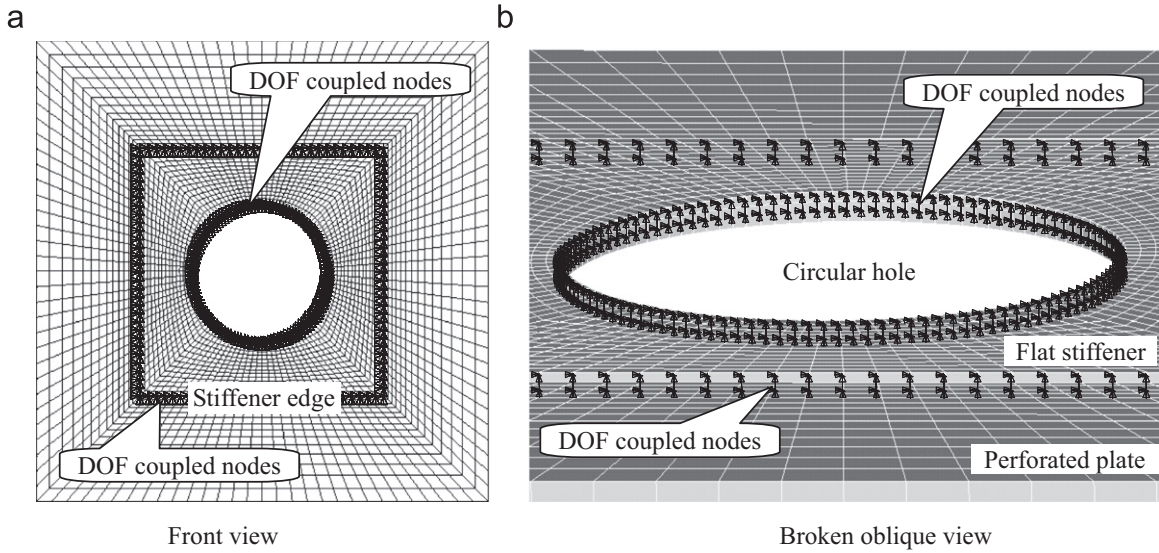 a
DOF coupled nodes
Stiffener edge
DOF coupled nodes
Front view
b
DOF coupled nodes
Circular hole
Flat stiffener
DOF coupled nodes
Perforated plate
Broken oblique view